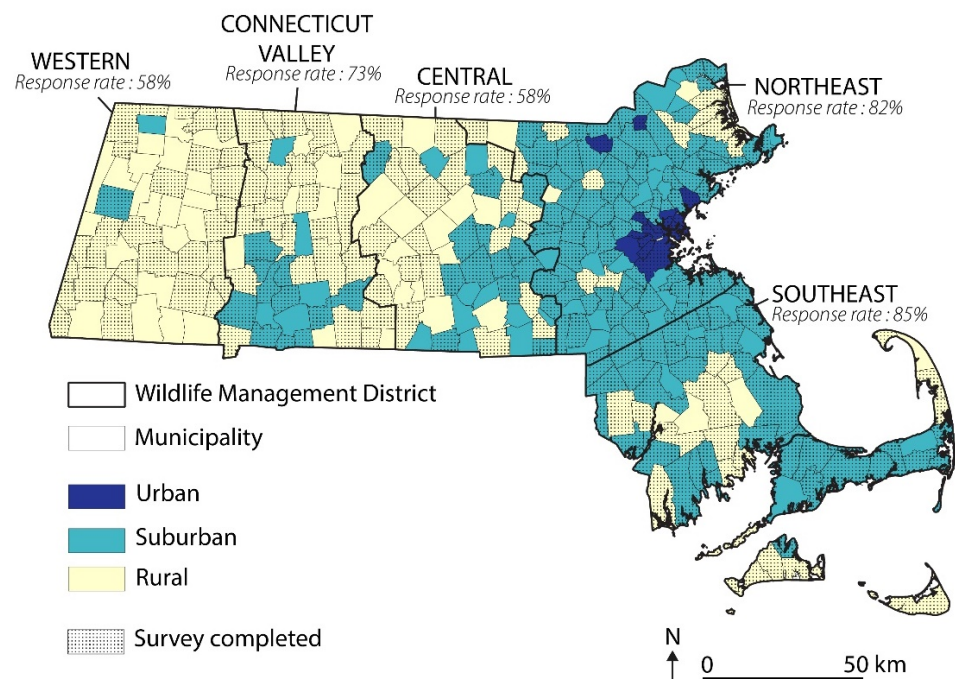 CONNECTICUT
VALLEY
Response rate : 73%
WESTERN
Response rate : 58%
CENTRAL
Response rate : 58%
NORTHEAST
Response rate : 82%
SOUTHEAST
Response rate : 85%
Wildlife Management District
Municipality
Urban
Suburban
Rural
Survey completed
N
0 50 km